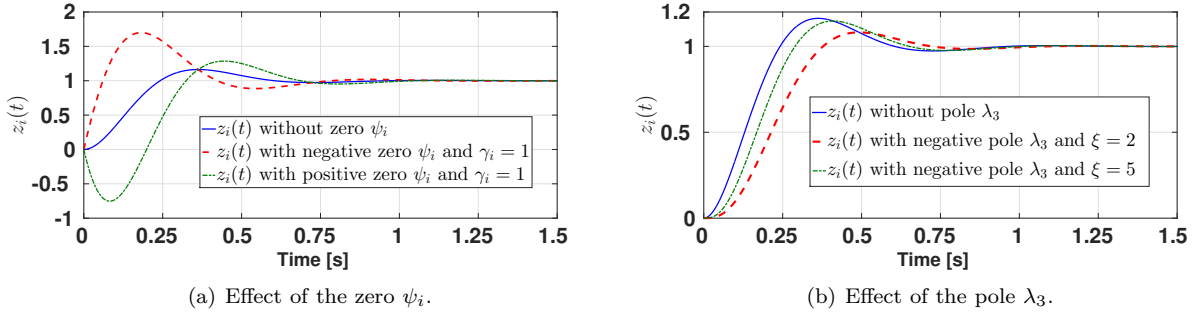 2
1.5
1
0.5
0
-0.5
-1
z_i(t)
z_i(t) without zero ψ_i
z_i(t) with negative zero ψ_i and γ_i = 1
z_i(t) with positive zero ψ_i and γ_i = 1
0 0.25 0.5 0.75 1 1.25 1.5
Time [s]
(a) Effect of the zero ψ_i.
1.2
1
0.5
0
z_i(t)
z_i(t) without pole λ_3
z_i(t) with negative pole λ_3 and ξ = 2
z_i(t) with negative pole λ_3 and ξ = 5
0 0.25 0.5 0.75 1 1.25 1.5
Time [s]
(b) Effect of the pole λ_3.